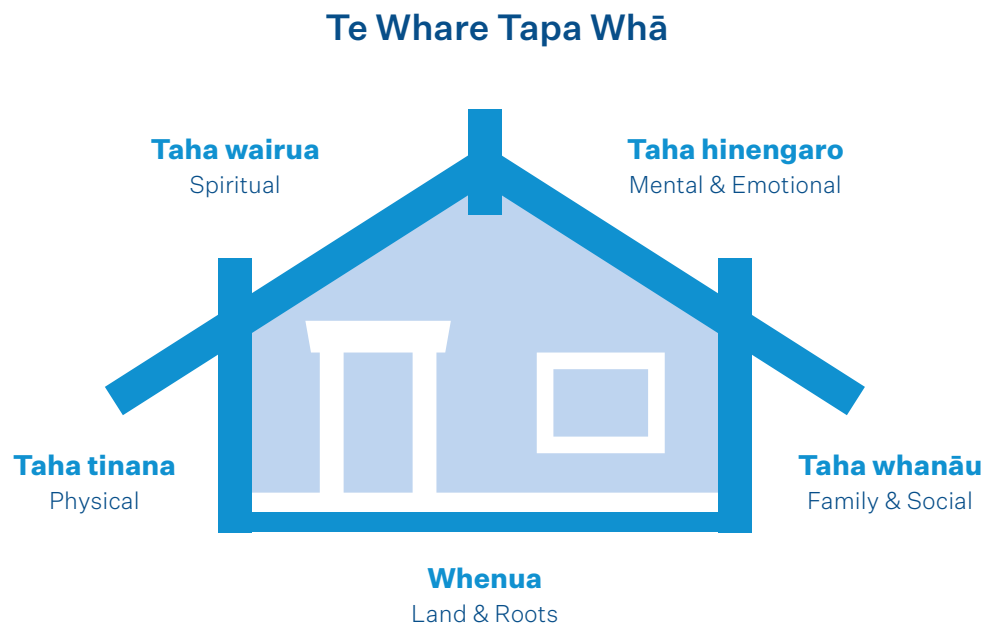 Te Whare Tapa Whā
Taha wairua
Spiritual
Taha hinengaro
Mental & Emotional
Taha tinana
Physical
Taha whanāu
Family & Social
Whenua
Land & Roots